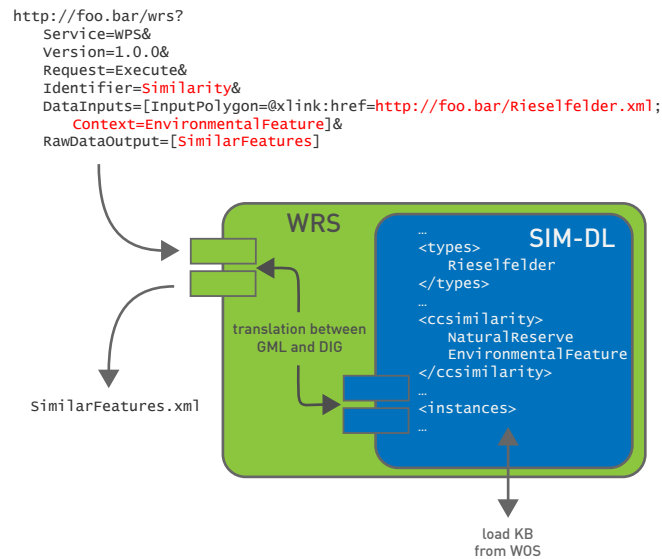 http://foo.bar/wrs?
Service=WPS&
Version=1.0.0&
Request=Execute&
Identifier=Similarity&
DataInputs=[InputPolygon=@xlink:href=http://foo.bar/Rieselfelder.xml;
Context=EnvironmentalFeature]&
RawDataOutput=[SimilarFeatures]
WRS
SIM-DL
…
<types>
Rieselfelder
</types>
…
<ccsimilarity>
NaturalReserve
EnvironmentalFeature
</ccsimilarity>
…
<instances>
…
translation between
GML and DIG
SimilarFeatures.xml
load KB
from WOS